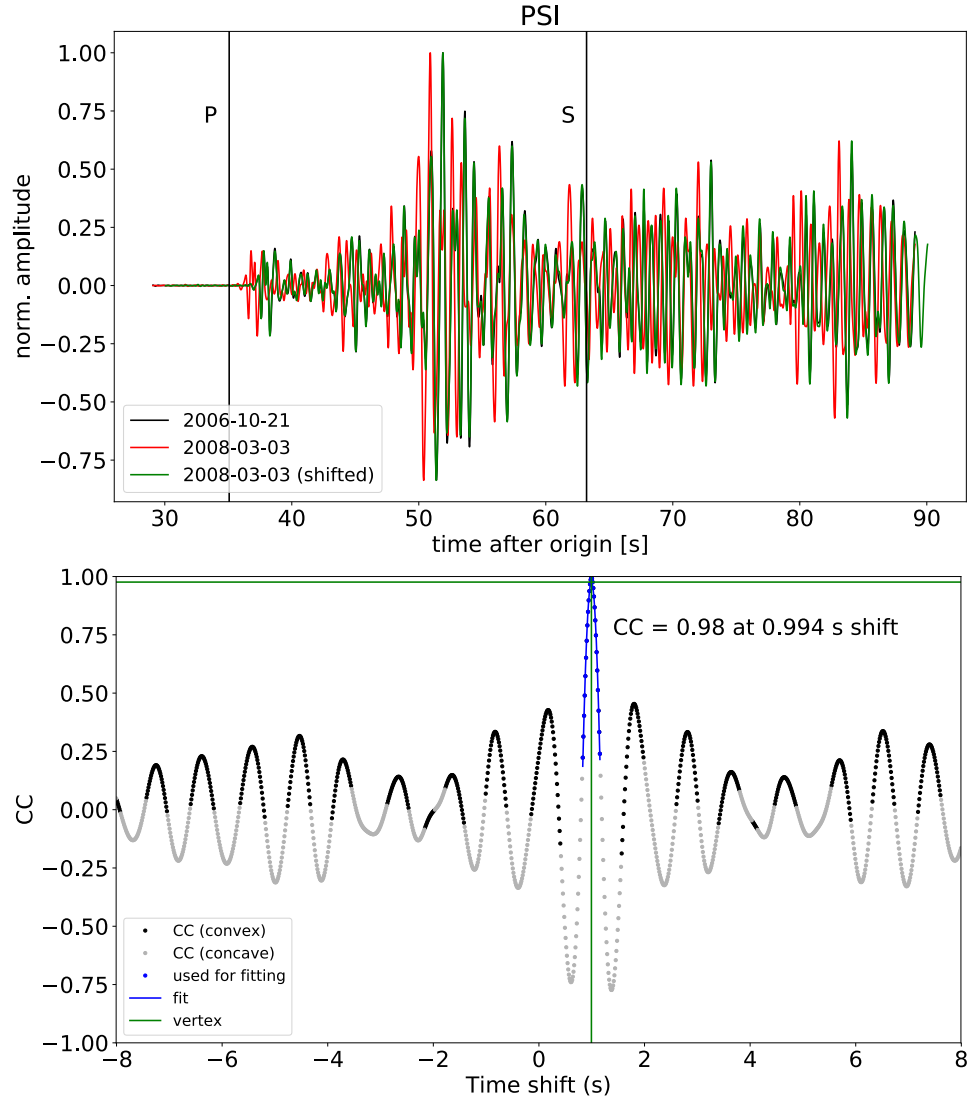 PSI
1.00
0.75
0.50
0.25
0.00
−0.25
−0.50
−0.75
norm. amplitude
P
S
2006-10-21
2008-03-03
2008-03-03 (shifted)
30 40 50 60 70 80 90
time after origin [s]
1.00
0.75
0.50
0.25
0.00
−0.25
−0.50
−0.75
−1.00
CC
CC = 0.98 at 0.994 s shift
CC (convex)
CC (concave)
used for fitting
fit
vertex
−8 −6 −4 −2 0 2 4 6 8
Time shift (s)